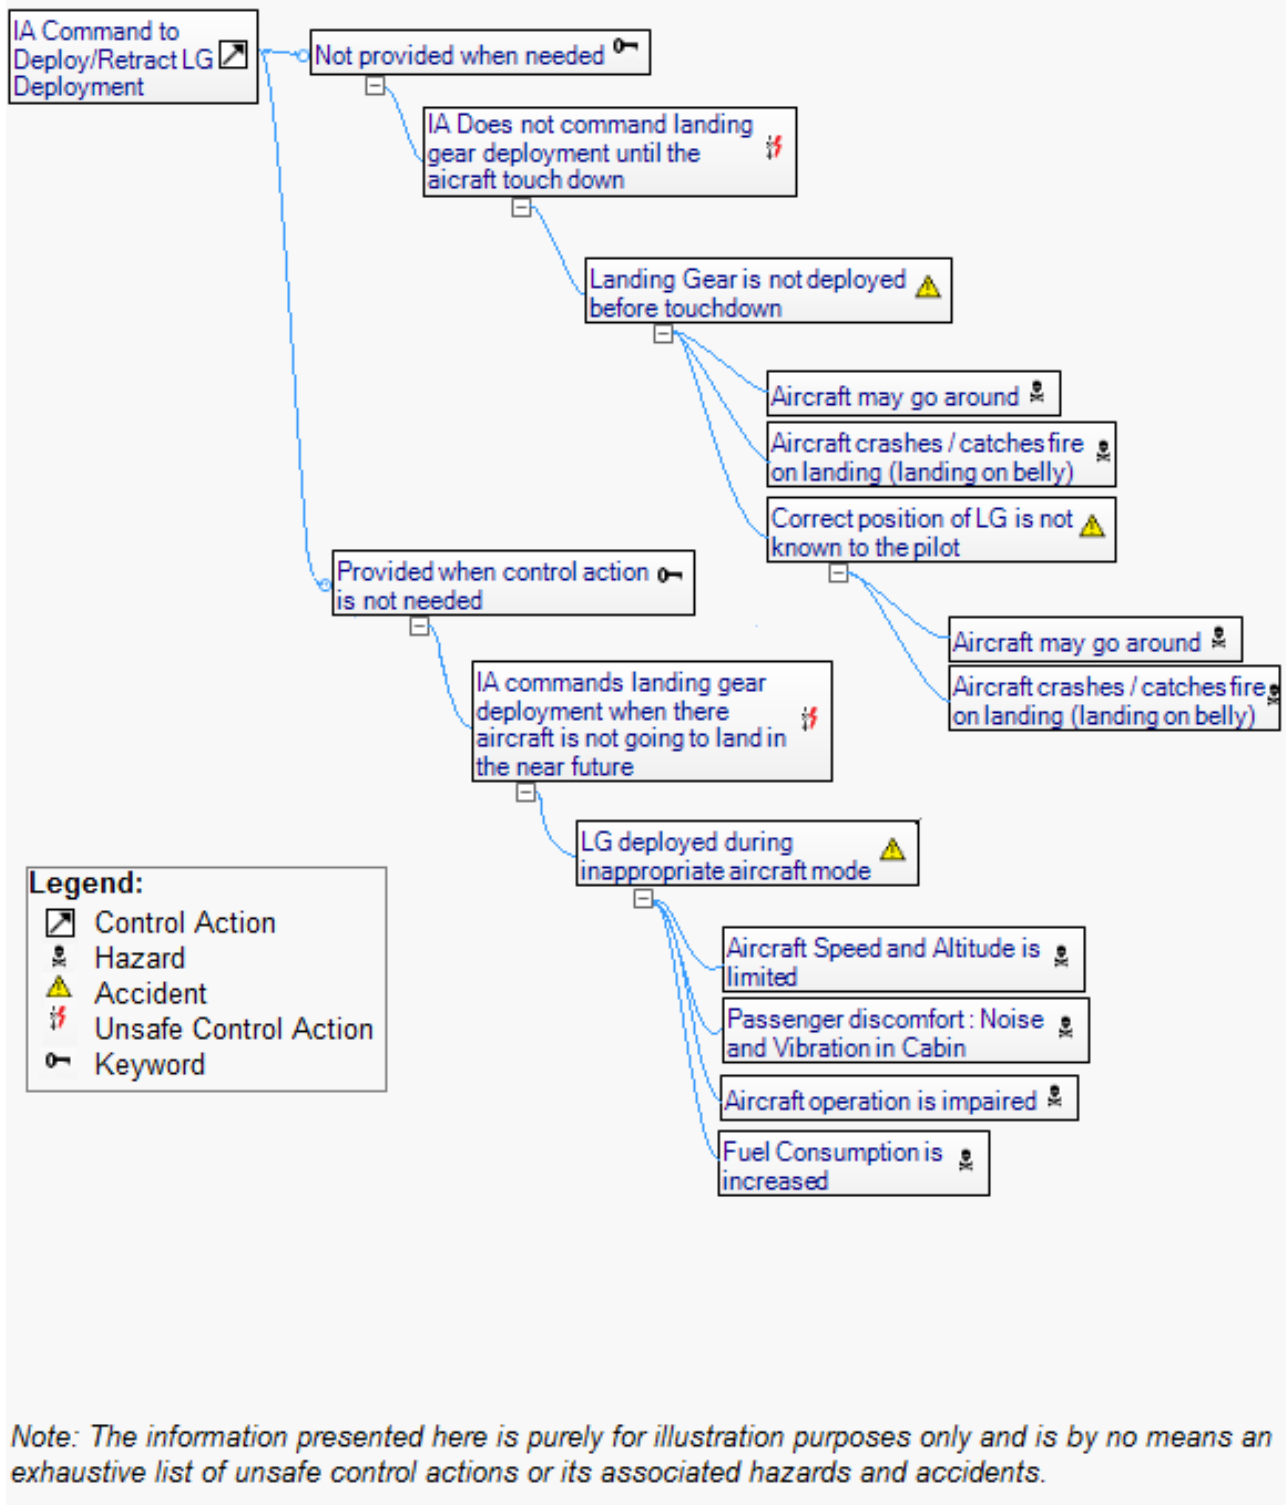 IA Command to
Deploy/Retract LG
Deployment
Not provided when needed
IA Does not command landing
gear deployment until the
aicraft touch down
Landing Gear is not deployed
before touchdown
Aircraft may go around
Aircraft crashes / catches fire
on landing (landing on belly)
Correct position of LG is not
known to the pilot
Aircraft may go around
Aircraft crashes / catches fire
on landing (landing on belly)
Provided when control action
is not needed
IA commands landing gear
deployment when there
aircraft is not going to land in
the near future
LG deployed during
inappropriate aircraft mode
Aircraft Speed and Altitude is
limited
Passenger discomfort : Noise
and Vibration in Cabin
Aircraft operation is impaired
Fuel Consumption is
increased
Legend:
Control Action
Hazard
Accident
Unsafe Control Action
Keyword
Note: The information presented here is purely for illustration purposes only and is by no means an
exhaustive list of unsafe control actions or its associated hazards and accidents.